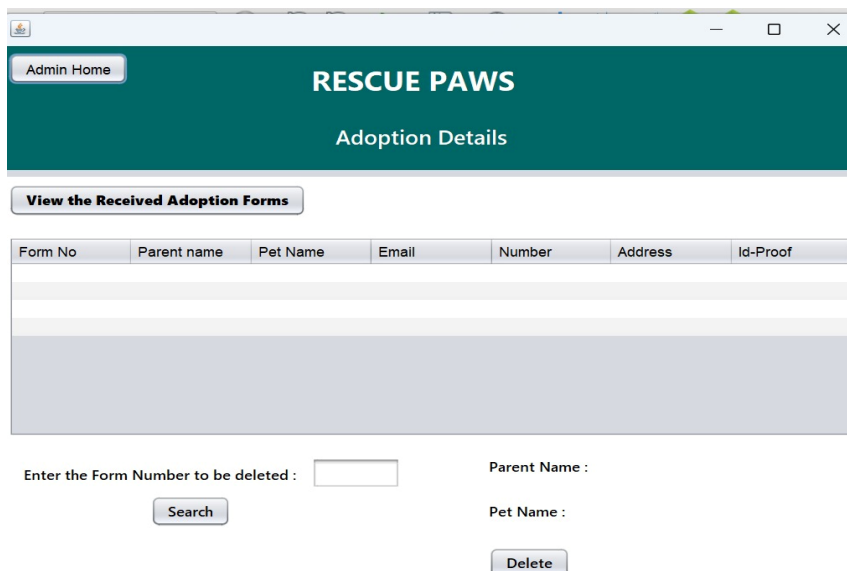 Admin Home
RESCUE PAWS
Adoption Details
View the Received Adoption Forms
Form No Parent name Pet Name Email Number Address Id-Proof
Enter the Form Number to be deleted :
Parent Name :
Search
Pet Name :
Delete